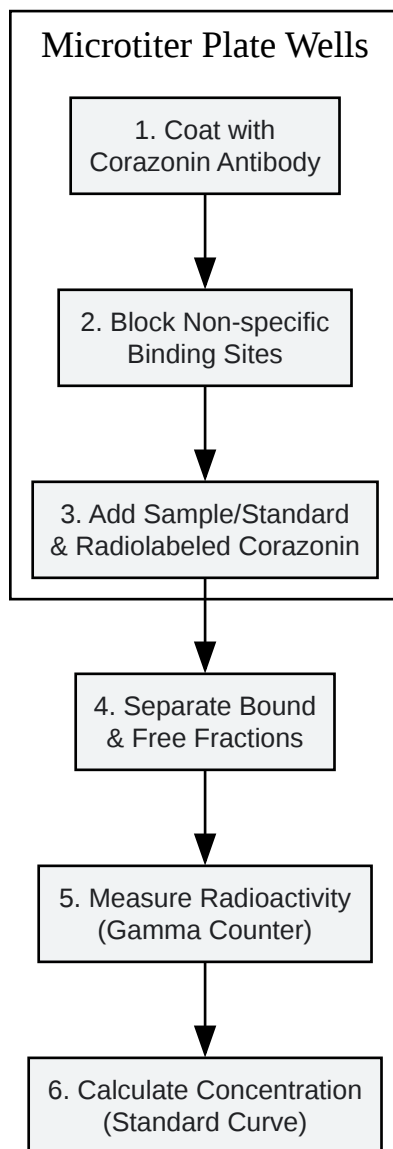 Microtiter Plate Wells
1. Coat with
Corazonin Antibody
2. Block Non-specific
Binding Sites
3. Add Sample/Standard
& Radiolabeled Corazonin
4. Separate Bound
& Free Fractions
5. Measure Radioactivity
(Gamma Counter)
6. Calculate Concentration
(Standard Curve)